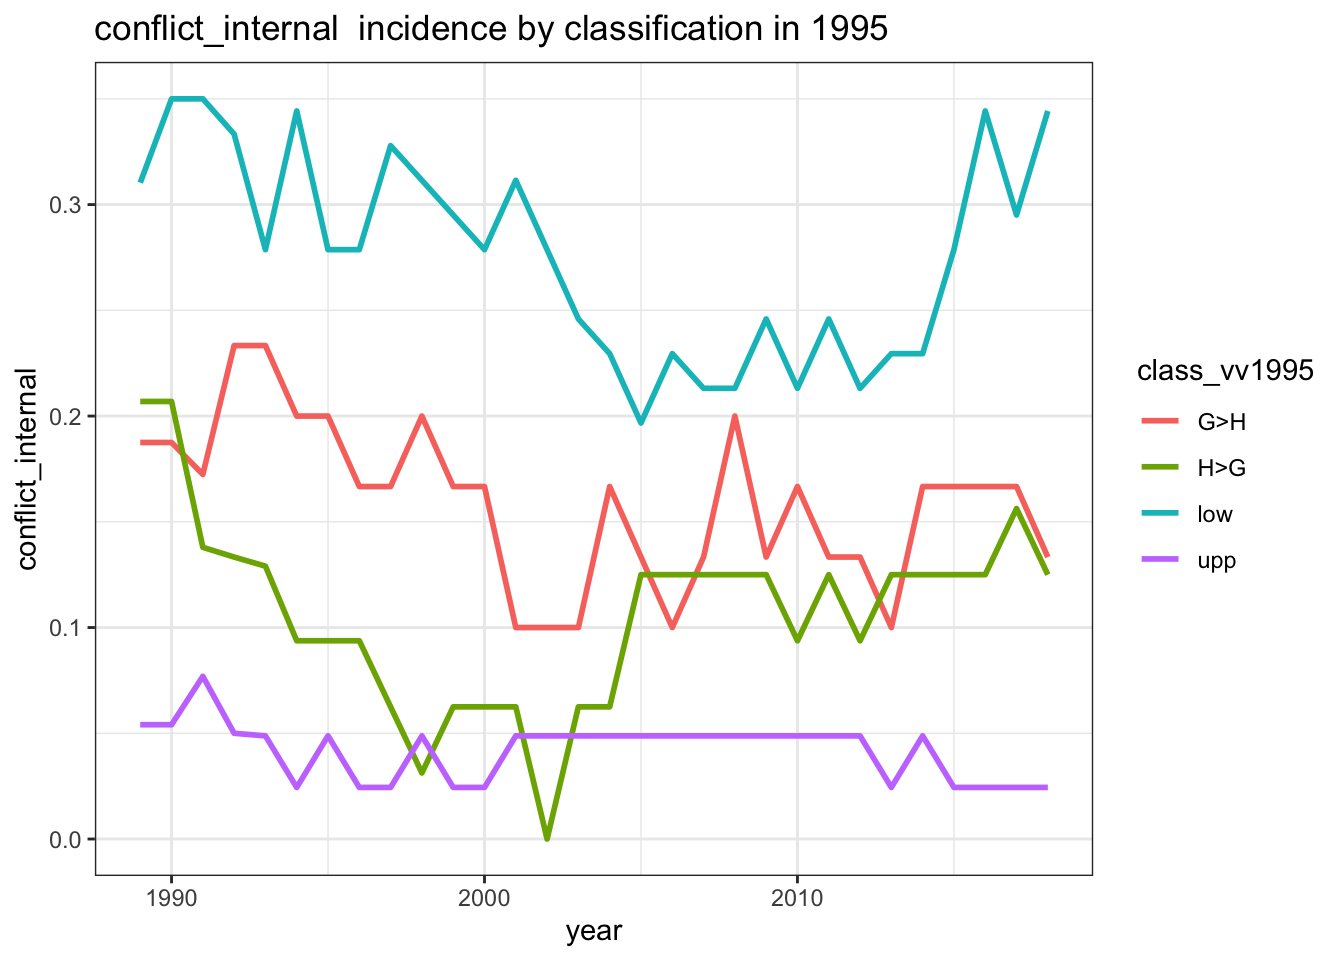 conflict_internal  incidence by classification in 1995
conflict_internal
0.3
0.2
0.1
0.0
1990 2000 2010
year
class_vv1995
G>H
H>G
low
upp